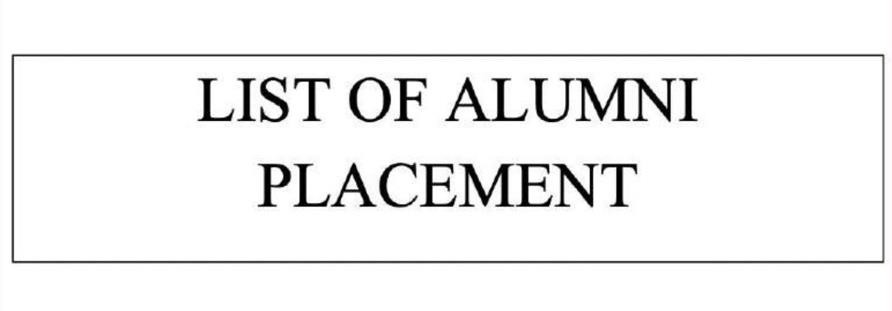 LIST OF ALUMNI
PLACEMENT